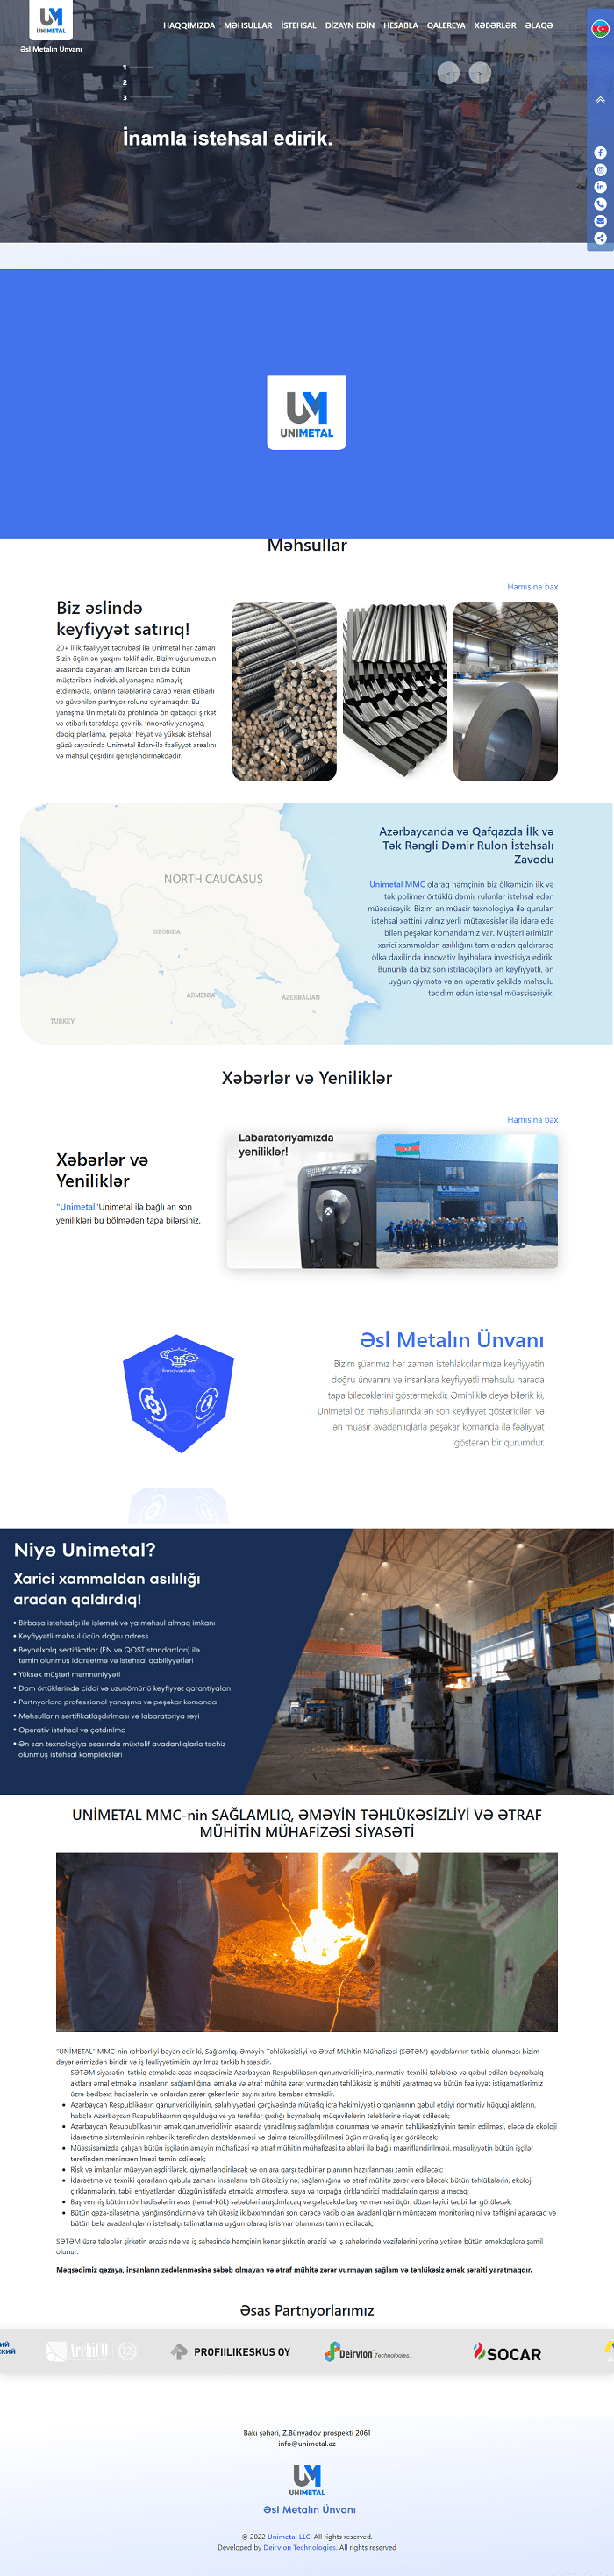 UNIMETAL
Əsl Metalın Ünvanı
HAQQIMIZDA MƏHSULLAR İSTEHSAL DİZAYN EDİN HESABLA QALEREYA XƏBƏRLƏR ƏLAQƏ
1
2
3
İnamla istehsal edirik.
UNIMETAL
Məhsullar
Hamısına bax
Biz əslində
keyfiyyət satırıq!
20+ illik fəaliyyət təcrübəsi ilə Unimetal hər zaman
Sizin üçün ən yaxşını təklif edir. Bizim uğurumuzun
əsasında dayanan amillərdən biri də bütün
müştərilərə individual yanaşma nümayiş
etdirməklə, onların tələblərinə cavab verən etibarlı
və güvənilən partnyor rolunu oynamaqdır. Bu
yanaşma Unimetalı öz profilində ən qabaqcıl şirkət
və etibarlı tərəfdaşa çevirib. İnnovativ yanaşma,
dəqiq planlama, peşəkar heyət və yüksək istehsal
gücü sayəsində Unimetal ildən-ilə fəaliyyət arealını
və məhsul çeşidini genişləndirməkdədir.
NORTH CAUCASUS
GEORGIA
ARMENIA
AZERBAIJAN
TURKEY
Azərbaycanda və Qafqazda İlk və
Tək Rəngli Dəmir Rulon İstehsalı
Zavodu
Unimetal MMC olaraq həmçinin biz ölkəmizin ilk və
tək polimer örtüklü dəmir rulonlar istehsal edən
müəssisəyik. Bizim ən müasir texnologiya ilə qurulan
istehsal xəttini yalnız yerli mütəxəsislər ilə idarə edə
bilən peşəkar komandamız var. Müştərilərimizin
xarici xammaldan asılılığını tam aradan qaldıraraq
ölkə daxilində innovativ layihələrə investisiya edirik.
Bununla da biz son istifadəçilərə ən keyfiyyətli, ən
uyğun qiymətə və ən operativ şəkildə məhsulu
təqdim edən istehsal müəssisəsiyik.
Xəbərlər və Yeniliklər
Hamısına bax
Xəbərlər və
Yeniliklər
"Unimetal"Unimetal ilə bağlı ən son
yenilikləri bu bölmədən tapa bilərsiniz.
Labaratoriyamızda
yeniliklər!
Əsl Metalın Ünvanı
Bizim şüarımız hər zaman istehlakçılarımıza keyfiyyətin
doğru ünvanını və insanlara keyfiyyətli məhsulu harada
tapa biləcəklərini göstərməkdir. Əminliklə deyə bilərik ki,
Unimetal öz məhsullarında ən son keyfiyyət göstəriciləri və
ən müasir avadanlıqlarla peşəkar komanda ilə fəaliyyət
göstərən bir qurumdur.
Niyə Unimetal?
Xarici xammaldan asılılığı
aradan qaldırdıq!
• Birbaşa istehsalçı ilə işləmək və ya məhsul almaq imkanı
• Keyfiyyətli məhsul üçün doğru adress
• Beynəlxalq sertifikatlar (EN və QOST standartları) ilə
təmin olunmuş idarəetmə və istehsal qabiliyyətləri
• Yüksək müştəri məmnuniyyəti
• Dam örtüklərində ciddi və uzunömürlü keyfiyyət qarantiyaları
• Partnyorlara professional yanaşma və peşəkar komanda
• Məhsulların sertifikatlaşdırılması və labaratoriya rəyi
• Operativ istehsal və çatdırılma
• Ən son texnologiya əsasında müxtəlif avadanlıqlarla təchiz
olunmuş istehsal kompleksləri
UNİMETAL MMC-nin SAĞLAMLIQ, ƏMƏYİN TƏHLÜKƏSİZLİYİ VƏ ƏTRAF
MÜHİTİN MÜHAFİZƏSİ SİYASƏTİ
"UNİMETAL" MMC-nin rəhbərliyi bəyan edir ki, Sağlamlıq, Əməyin Təhlükəsizliyi və Ətraf Mühitin Mühafizəsi (SƏTƏM) qaydalarının tətbiq olunması bizim
dəyərlərimizdən biridir və iş fəaliyyətimizin ayrılmaz tərkib hissəsidir.
SƏTƏM siyasətini tətbiq etməkdə əsas məqsədimiz Azərbaycan Respublikasın qanunvericiliyinə, normativ-texniki tələblərə və qəbul edilən beynəlxalq
aktlara əməl etməklə insanların sağlamlığına, əmlaka və ətraf mühitə zərər vurmadan təhlükəsiz iş mühiti yaratmaq və bütün fəaliyyət istiqamətlərimiz
üzrə bədbəxt hadisələrin və onlardan zərər çəkənlərin sayını sıfıra bərabər etməkdir.
• Azərbaycan Respublikasın qanunvericiliyinin, səlahiyyətləri çərçivəsində müvafiq icra hakimiyyəti orqanlarının qəbul etdiyi normativ hüquqi aktların,
həbelə Azərbaycan Respublikasının qoşulduğu və ya tərəfdar çıxdığı beynəlxalq müqavilələrin tələblərinə riayət ediləcək;
• Azərbaycan Resupublikasının əmək qanunvericiliyin əsasında yaradılmış sağlamlığın qorunması və əməyin təhlükəsizliyinin təmin edilməsi, eləcə də ekoloji
idarəetmə sistemlərinin rəhbərlik tərəfindən dəstəklənməsi və daima təkmilləşdirilməsi üçün müvafiq işlər görüləcək;
• Müəssisəmizdə çalışan bütün işçilərin əməyin mühafizəsi və ətraf mühitin mühafizəsi tələbləri ilə bağlı maarifləndirilməsi, məsuliyyətin bütün işçilər
tərəfindən mənimsənilməsi təmin ediləcək;
• Risk və imkanlar müəyyənləşdirilərək, qiymətləndiriləcək və onlara qarşı tədbirlər planının hazırlanması təmin ediləcək;
• İdarəetmə və texniki qərarların qəbulu zamanı insanların təhlükəsizliyinə, sağlamlığına və ətraf mühitə zərər verə biləcək bütün təhlükələrin, ekoloji
çirklənmələrin, təbii ehtiyatlardan düzgün istifadə etməklə atmosferə, suya və torpağa çirkləndirici maddələrin qarşısı alınacaq;
• Baş vermiş bütün növ hadisələrin əsas (təməl-kök) səbəbləri araşdırılacaq və gələcəkdə baş verməməsi üçün düzənləyici tədbirlər görüləcək;
• Bütün qəza-xilasetmə, yanğınsöndürmə və təhlükəsizlik baxımından son dərəcə vacib olan avadanlıqların müntəzəm monitorinqini və təftişini aparacaq və
bütün belə avadanlıqların istehsalçı təlimatlarına uyğun olaraq istismar olunması təmin ediləcək;
SƏTƏM üzrə tələblər şirkətin ərazisində və iş sahəsində həmçinin kənar şirkətin ərazisi və iş sahələrində vəzifələrini yerinə yetirən bütün əməkdaşlara şamil
olunur.
Məqsədimiz qəzaya, insanların zədələnməsinə səbəb olmayan və ətraf mühitə zərər vurmayan sağlam və təhlükəsiz əmək şəraiti yaratmaqdır.
Əsas Partnyorlarımız
ArchiCO 12 PROFIILIKESKUS OY Deirvlon Technologies. SOCAR
Bakı şəhəri, Z.Bünyadov prospekti 2061
info@unimetal.az
UNIMETAL
Əsl Metalın Ünvanı
© 2022 Unimetal LLC. All rights reserved.
Developed by Deirvlon Technologies. All rights reserved